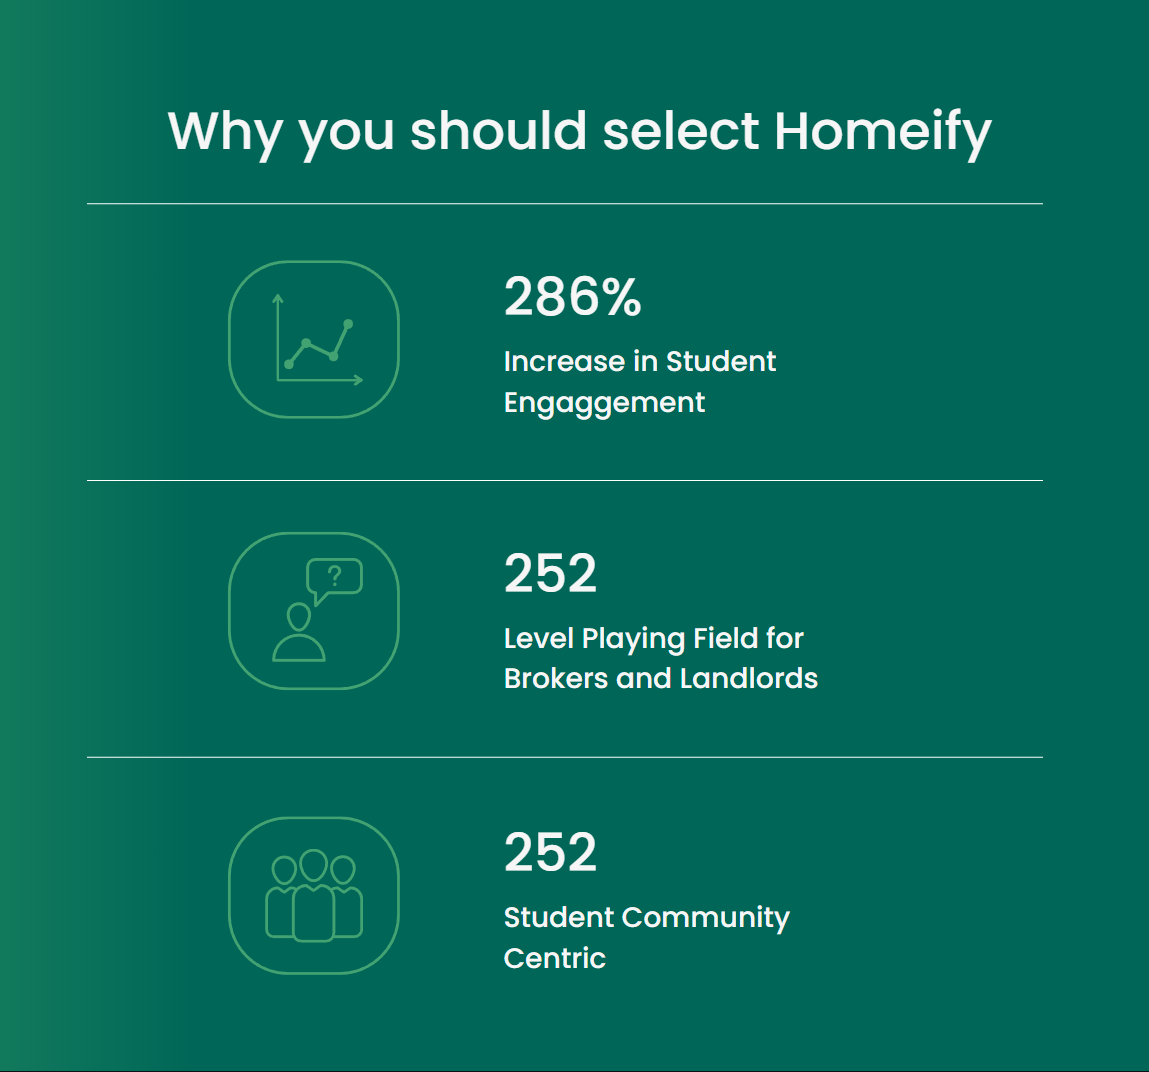 Why you should select Homeify
286%
Increase in Student
Engaggement
?
252
Level Playing Field for
Brokers and Landlords
252
Student Community
Centric